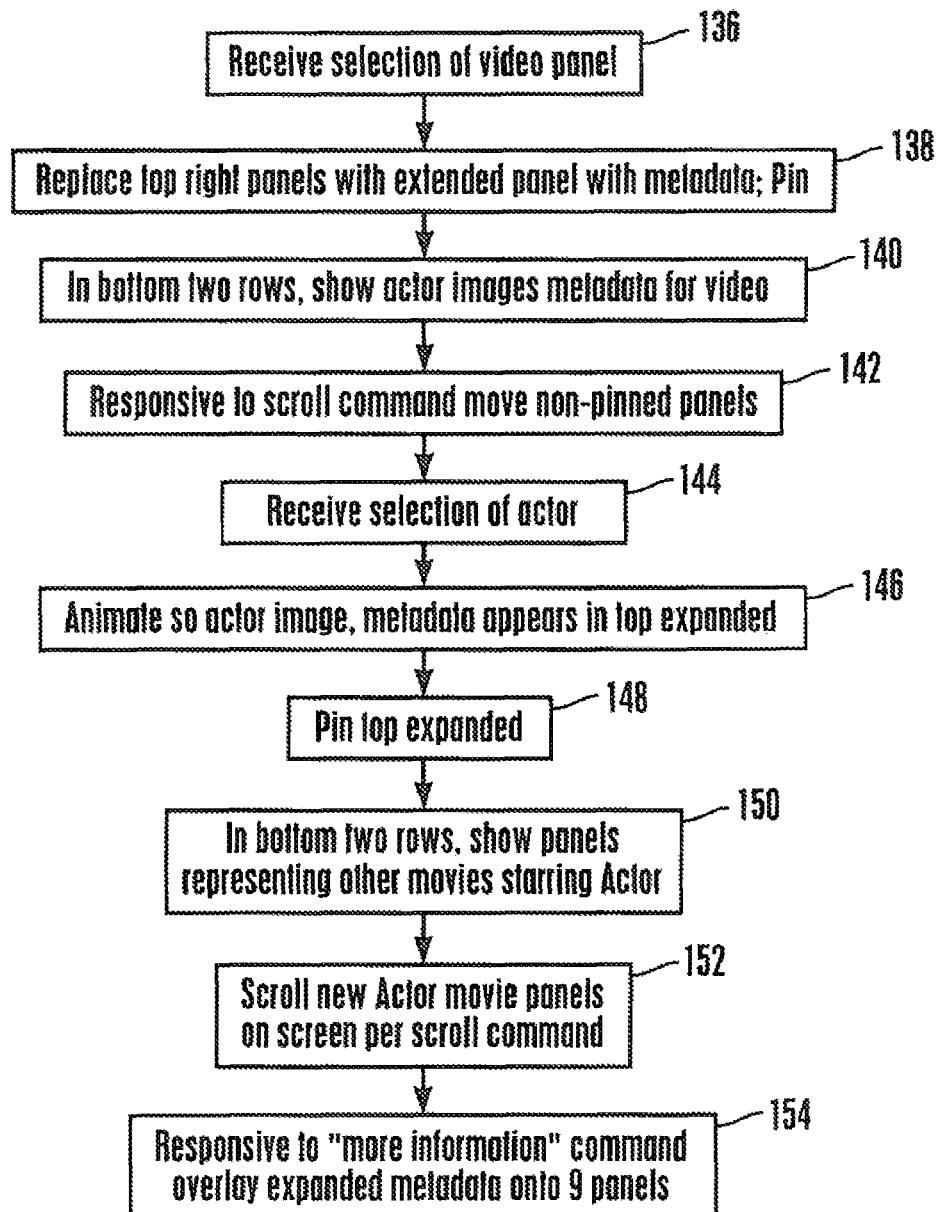 136
Receive selection of video panel
138
Replace top right panels with extended panel with metadata; Pin
140
In bottom two rows, show actor images metadata for video
142
Responsive to scroll command move non-pinned panels
144
Receive selection of actor
146
Animate so actor image, metadata appears in top expanded
148
Pin top expanded
150
In bottom two rows, show panels
representing other movies starring Actor
152
Scroll new Actor movie panels
on screen per scroll command
154
Responsive to "more information" command
overlay expanded metadata onto 9 panels